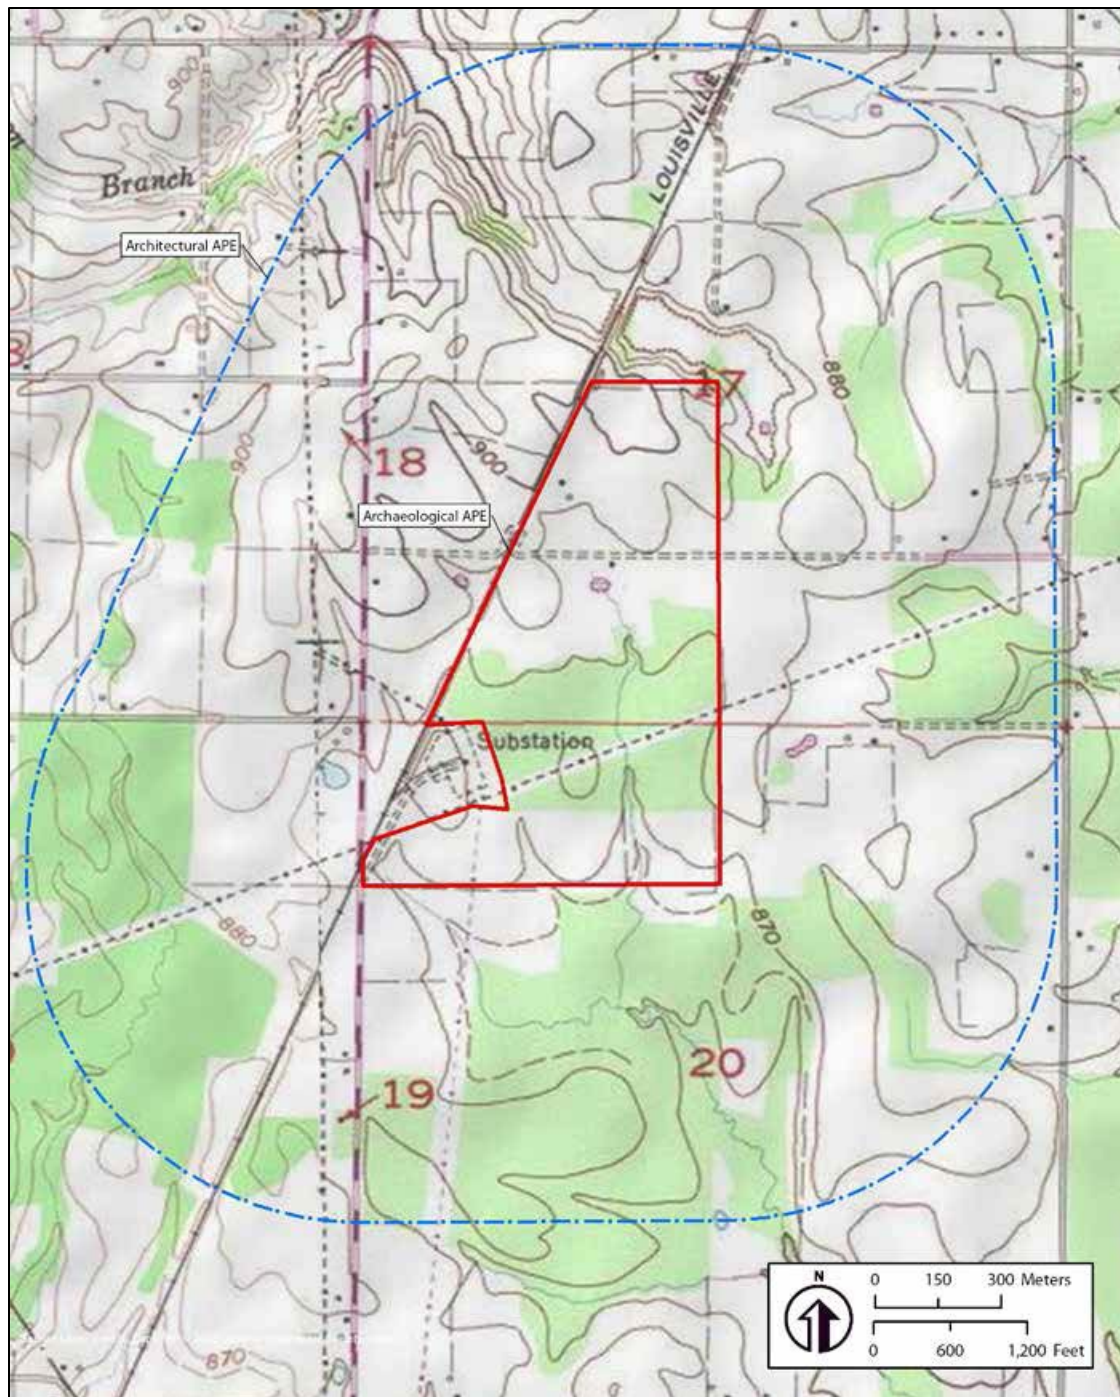 900
LOUISVILLE
Branch
Architectural APE
17
880
900
900
18
Archaeological APE
Substation
880
870
20
19
N
0 150 300 Meters
0 600 1,200 Feet
870